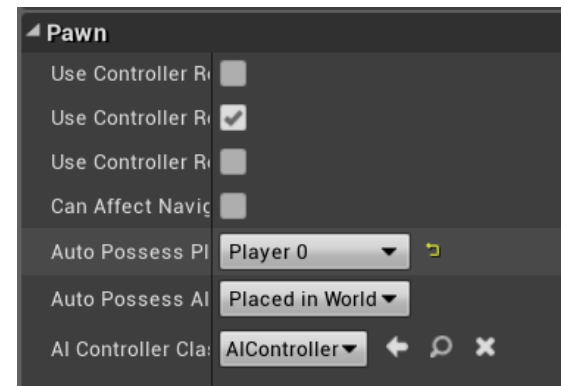 Pawn
Use Controller R
Use Controller R
Use Controller R
Can Affect Navig
Auto Possess Pl Player 0
Auto Possess AI Placed in World
AI Controller Cla AIController